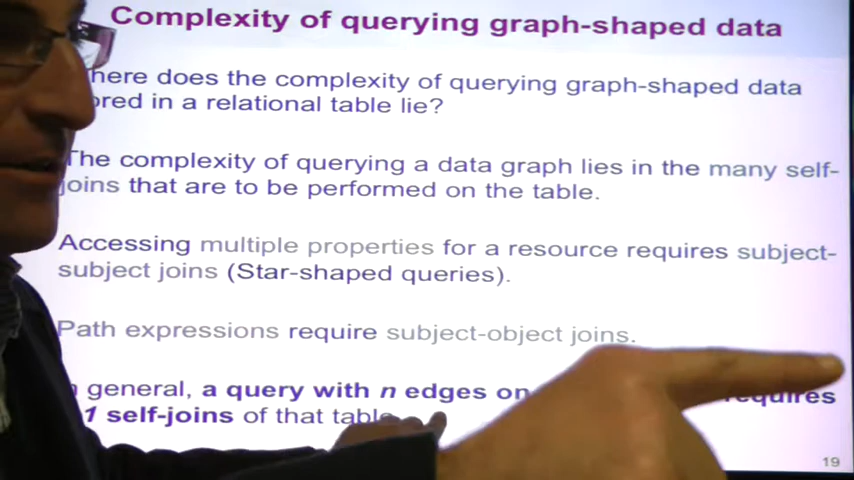 Complexity of querying graph-shaped data
here does the complexity of querying graph-shaped data
ored in a relational table lie?
The complexity of querying a data graph lies in the many self-
joins that are to be performed on the table.
Accessing multiple properties for a resource requires subject-
subject joins (Star-shaped queries).
Path expressions require subject-object joins.
general, a query with n edges on requires
1 self-joins of that table
19